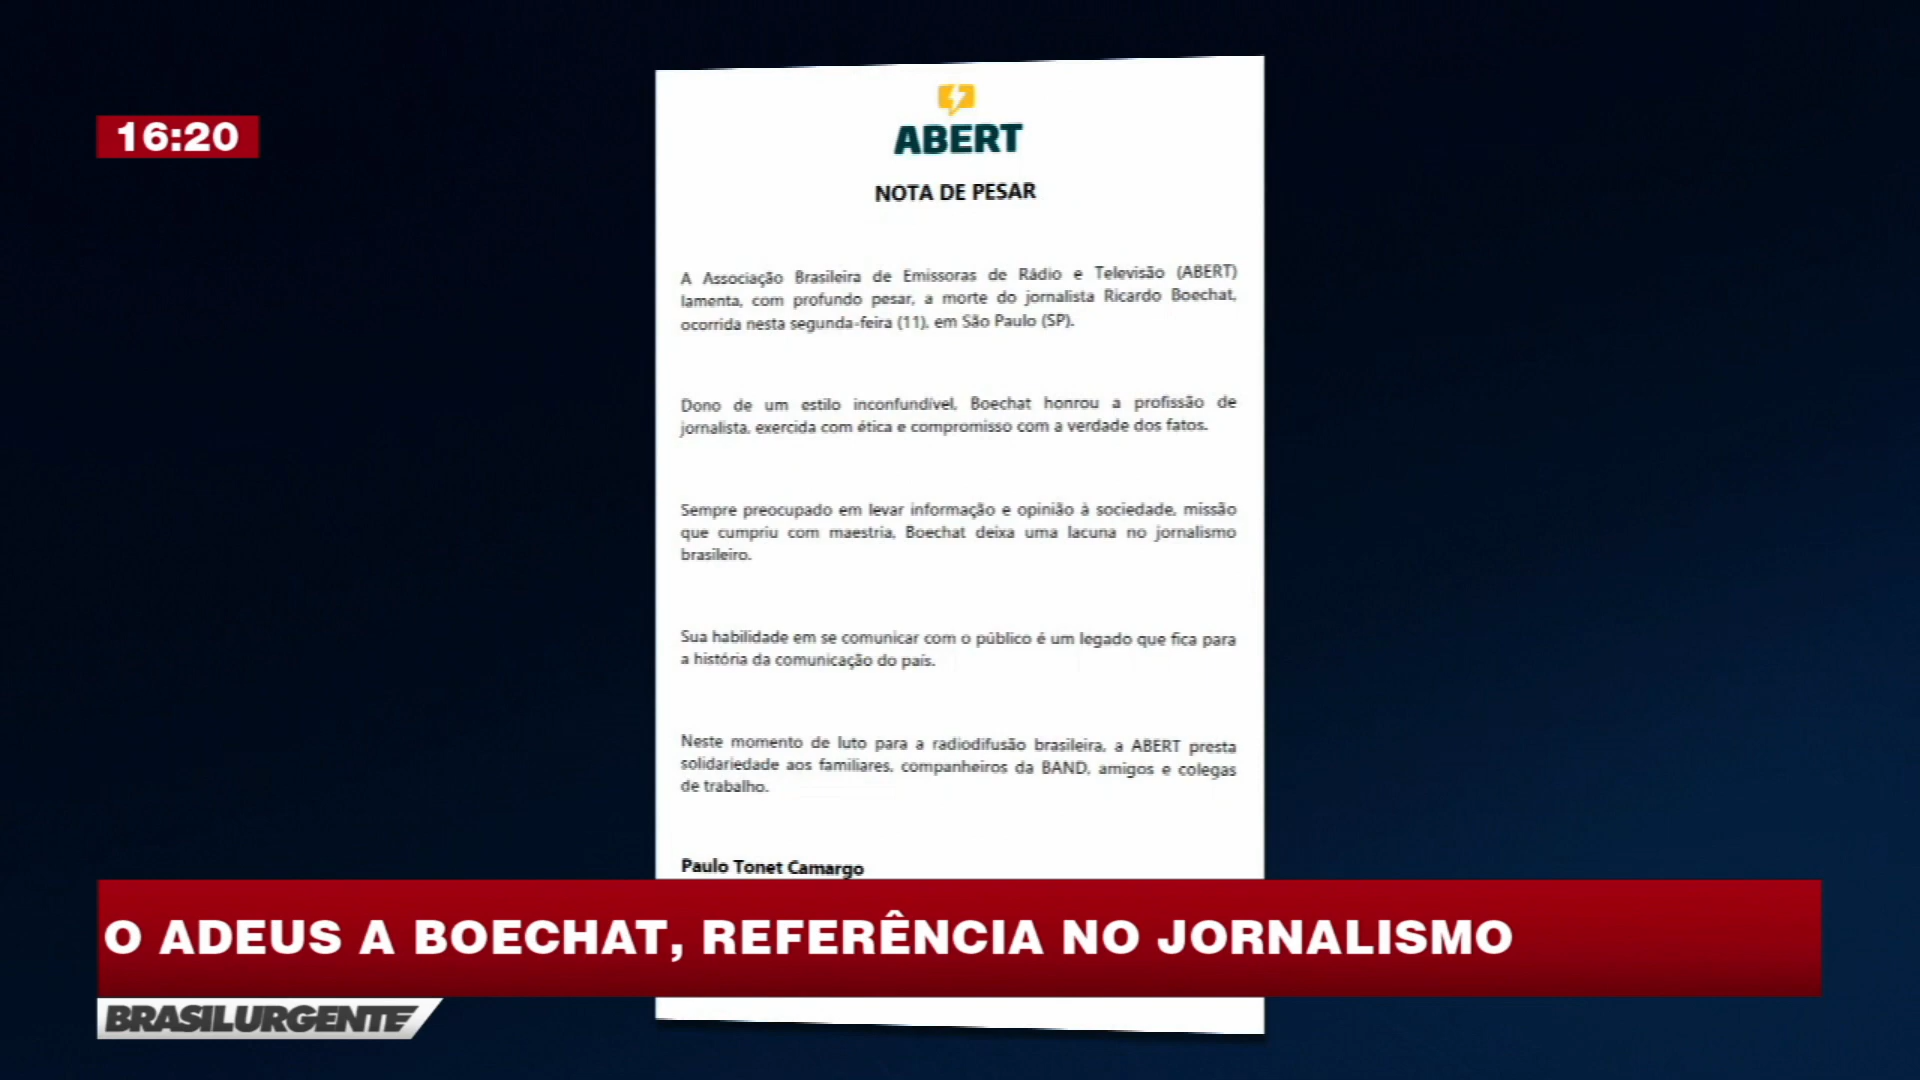 16:20
ABERT
NOTA DE PESAR
A Associação Brasileira de Emissoras de Rádio e Televisão (ABERT)
lamenta, com profundo pesar, a morte do jornalista Ricardo Boechat,
ocorrida nesta segunda-feira (11), em São Paulo (SP).
Dono de um estilo inconfundível, Boechat honrou a profissão de
jornalista, exercida com ética e compromisso com a verdade dos fatos.
Sempre preocupado em levar informação e opinião à sociedade, missão
que cumpriu com maestria, Boechat deixa uma lacuna no jornalismo
brasileiro.
Sua habilidade em se comunicar com o público é um legado que fica para
a história da comunicação do país.
Neste momento de luto para a radiodifusão brasileira, a ABERT presta
solidariedade aos familiares, companheiros da BAND, amigos e colegas
de trabalho.
Paulo Tonet Camargo
O ADEUS A BOECHAT, REFERÊNCIA NO JORNALISMO
BRASILURGENTE